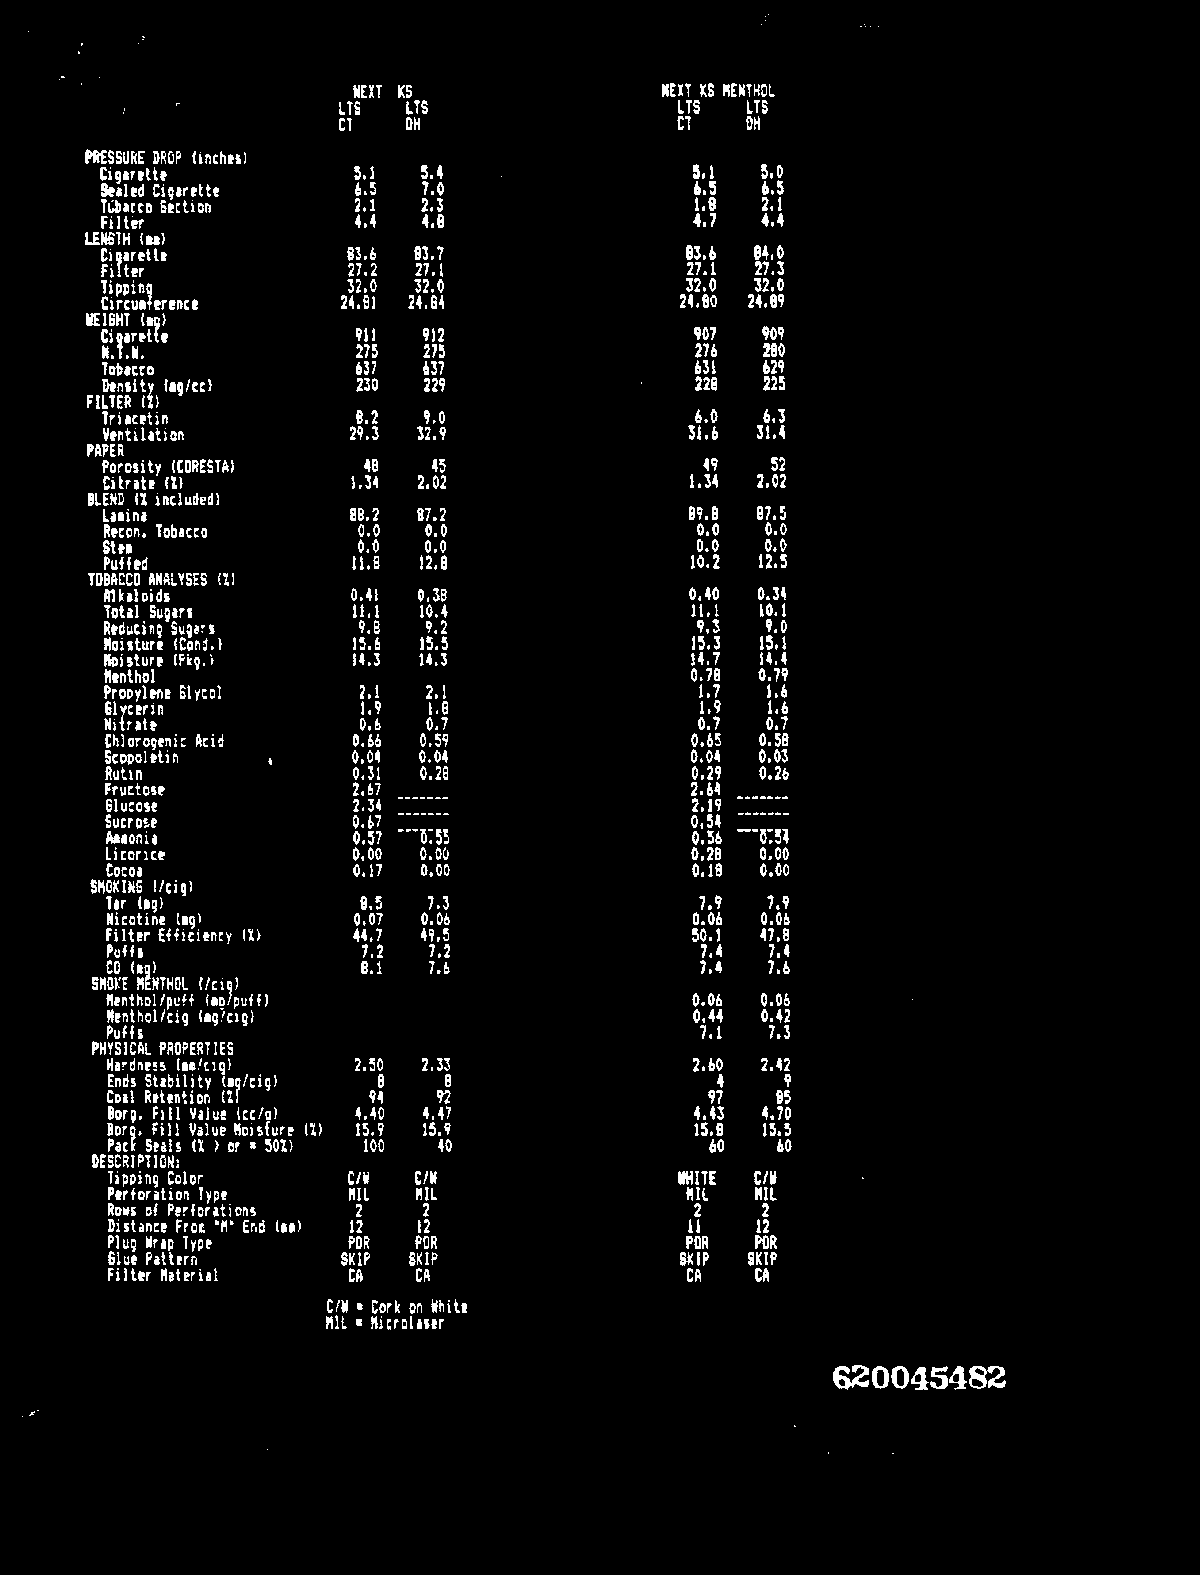 NEXT KS NEXT KS MENTHOL
LTS LTS LTS LTS
CT OH CT OH
PRESSURE DROP (inches)
Cigarette 5.1 5.4 5.1 5.0
Sealed Cigarette 6.5 7.0 6.5 6.5
Tobacco Section 2.1 2.3 1.8 2.1
Filter 4.4 4.8 4.7 4.4
LENGTH (mm)
Cigarette 83.6 83.7 83.6 84.0
Filter 27.2 27.1 27.1 27.3
Tipping 32.0 32.0 32.0 32.0
Circumference 24.81 24.84 24.80 24.89
WEIGHT (mg)
Cigarette 911 912 907 909
N.T.W. 275 275 276 280
Tobacco 637 637 631 629
Density (mg/cc) 230 229 228 225
FILTER (%)
Triacetin 8.2 9.0 6.0 6.3
Ventilation 29.3 32.9 31.6 31.4
PAPER
Porosity (CORESTA) 48 45 49 52
Citrate (%) 1.34 2.02 1.34 2.02
BLEND (% included)
Lamina 88.2 87.2 89.8 87.5
Recon. Tobacco 0.0 0.0 0.0 0.0
Stem 0.0 0.0 0.0 0.0
Puffed 11.8 12.8 10.2 12.5
TOBACCO ANALYSES (%)
Alkaloids 0.41 0.38 0.40 0.34
Total Sugars 11.1 10.4 11.1 10.1
Reducing Sugars 9.8 9.2 9.3 9.0
Moisture (Cond.) 15.6 15.5 15.3 15.1
Moisture (Pkg.) 14.3 14.3 14.7 14.4
Menthol 0.78 0.79
Propylene Glycol 2.1 2.1 1.7 1.6
Glycerin 1.9 1.8 1.9 1.6
Nitrate 0.6 0.7 0.7 0.7
Chlorogenic Acid 0.66 0.59 0.65 0.58
Scopoletin 0.04 0.04 0.04 0.03
Rutin 0.31 0.28 0.29 0.26
Fructose 2.67 ------- 2.64 -------
Glucose 2.34 ------- 2.19 -------
Sucrose 0.67 ------- 0.54 -------
Ammonia 0.57 0.55 0.56 0.54
Licorice 0.00 0.00 0.28 0.00
Cocoa 0.17 0.00 0.18 0.00
SMOKING (/cig)
Tar (mg) 8.5 7.3 7.9 7.9
Nicotine (mg) 0.07 0.06 0.06 0.06
Filter Efficiency (%) 44.7 49.5 50.1 47.8
Puffs 7.2 7.2 7.4 7.4
CO (mg) 8.1 7.6 7.4 7.6
SMOKE MENTHOL (/cig)
Menthol/puff (mg/puff) 0.06 0.06
Menthol/cig (mg/cig) 0.44 0.42
Puffs 7.1 7.3
PHYSICAL PROPERTIES
Hardness (mm/cig) 2.50 2.33 2.60 2.42
Ends Stability (mg/cig) 8 8 4 9
Coal Retention (%) 94 92 97 85
Borg. Fill Value (cc/g) 4.40 4.47 4.43 4.70
Borg. Fill Value Moisture (%) 15.9 15.9 15.8 15.5
Pack Seals (% > or = 50%) 100 40 60 60
DESCRIPTION:
Tipping Color C/W C/W WHITE C/W
Perforation Type MIL MIL MIL MIL
Rows of Perforations 2 2 2 2
Distance From "M" End (mm) 12 12 11 12
Plug Wrap Type POR POR POR POR
Glue Pattern SKIP SKIP SKIP SKIP
Filter Material CA CA CA CA
C/W = Cork on White
MIL = Microlaser
620045482